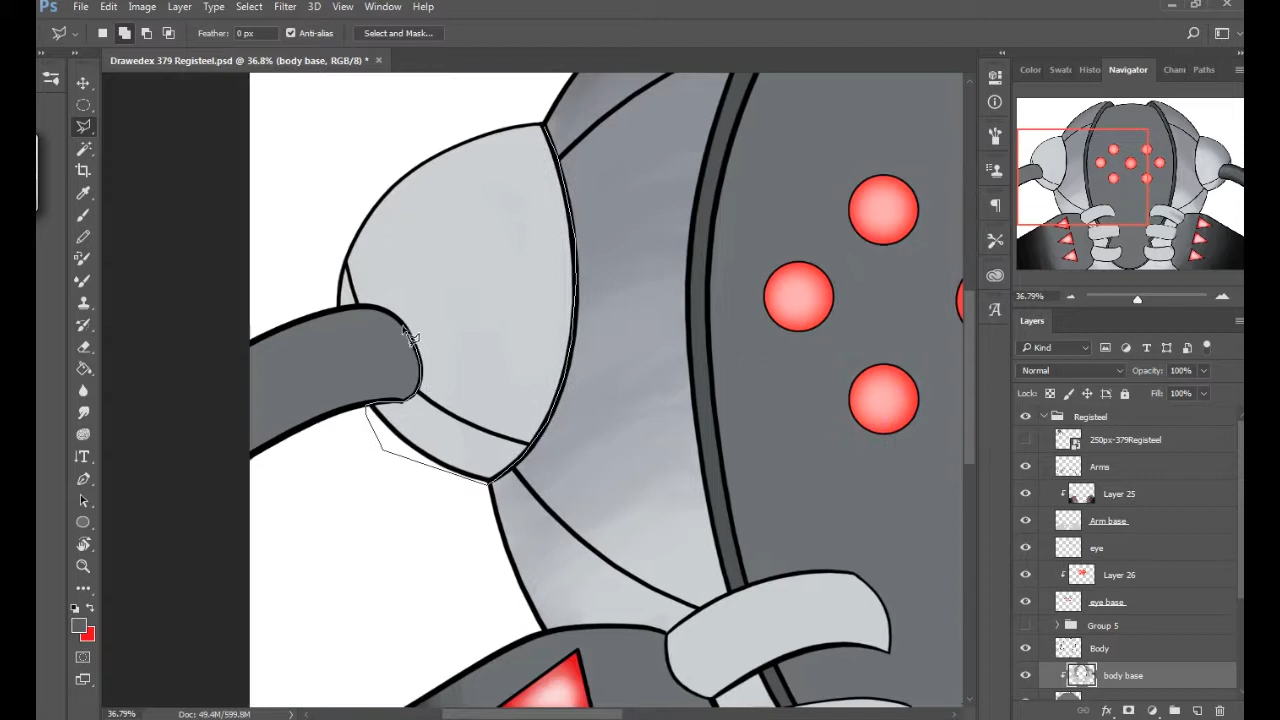 Ps File Edit Image Layer Type Select Filter 3D View Window Help
Feather: 0 px Anti-alias Select and Mask...
Drawedex 379 Registeel.psd @ 36.8% (body base, RGB/8) * ×
Color Swatc Histo Navigator Chann Paths
36.79%
Layers
Kind
Normal Opacity: 100%
Lock: Fill: 100%
Registeel
250px-379Registeel
Arms
Layer 25
Arm base
eye
Layer 26
eye base
Group 5
Body
body base
36.79% Doc: 49.4M/599.8M